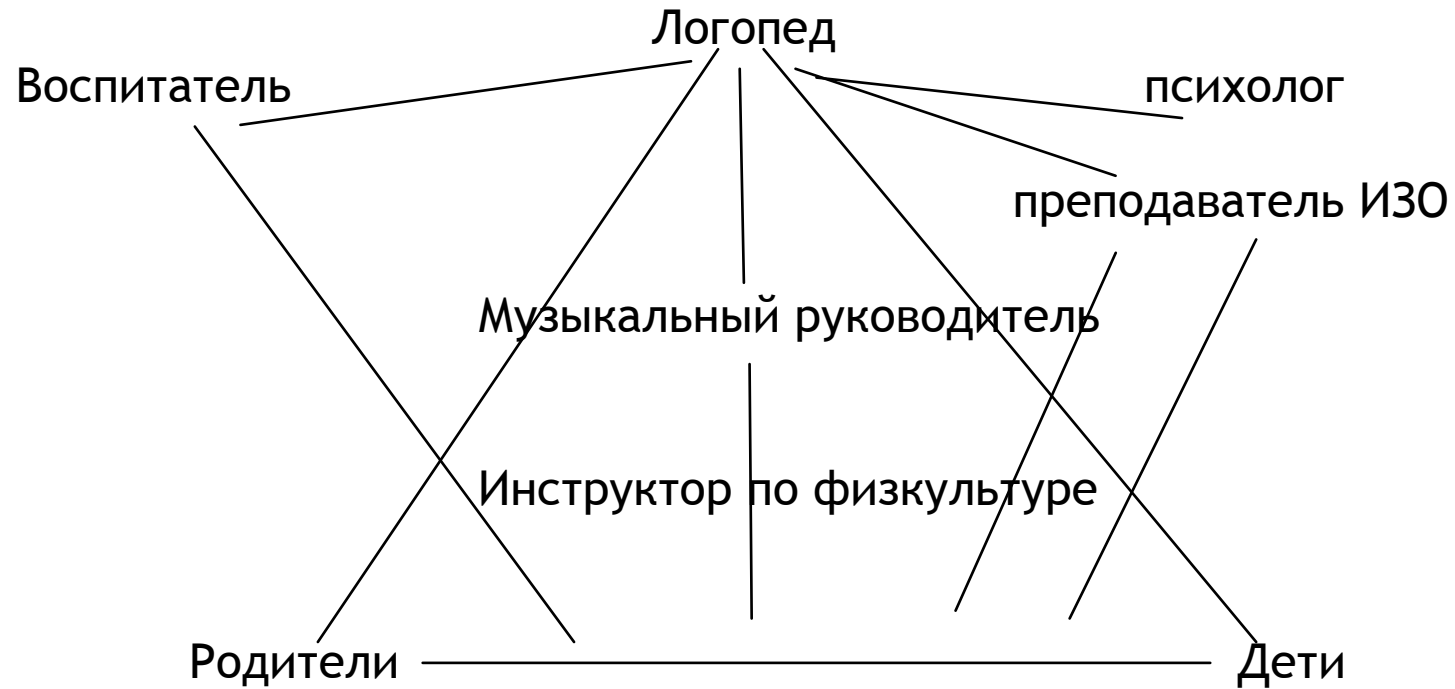 Логопед
Воспитатель
психолог
преподаватель ИЗО
Музыкальный руководитель
Инструктор по физкультуре
Родители
Дети